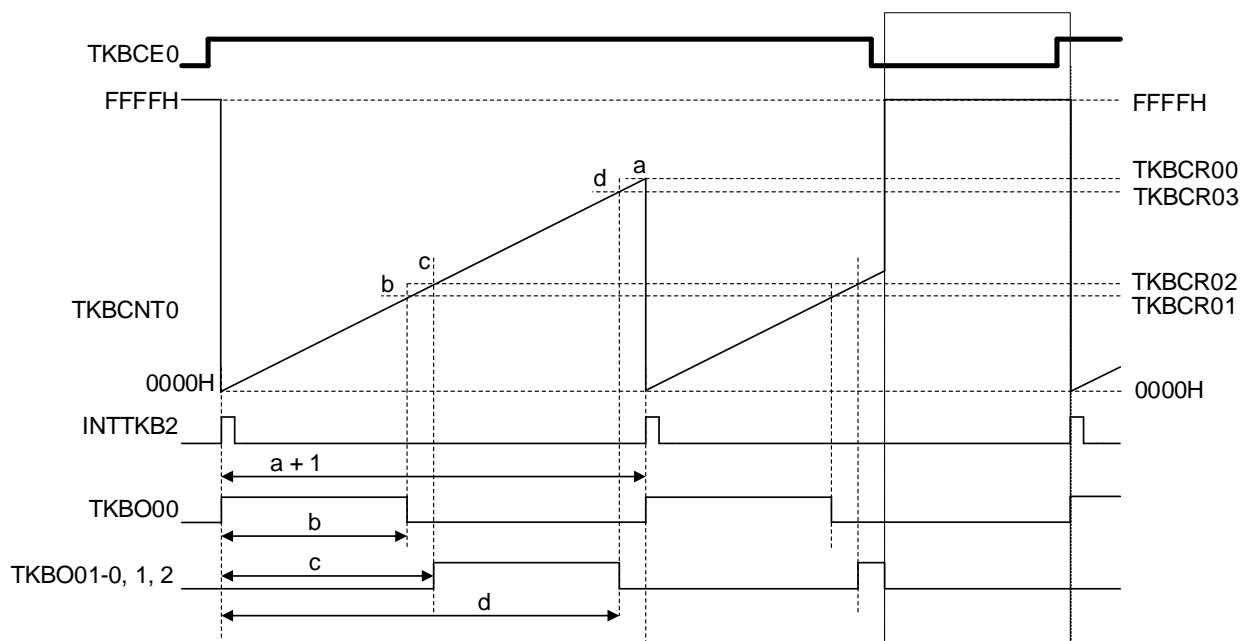 TKBCE0
FFFFH
FFFFH
a
TKBCR00
d
TKBCR03
c
TKBCR02
b
TKBCR01
TKBCNT0
0000H
0000H
INTTKB2
a + 1
TKBO00
b
TKBO01-0, 1, 2
c
d